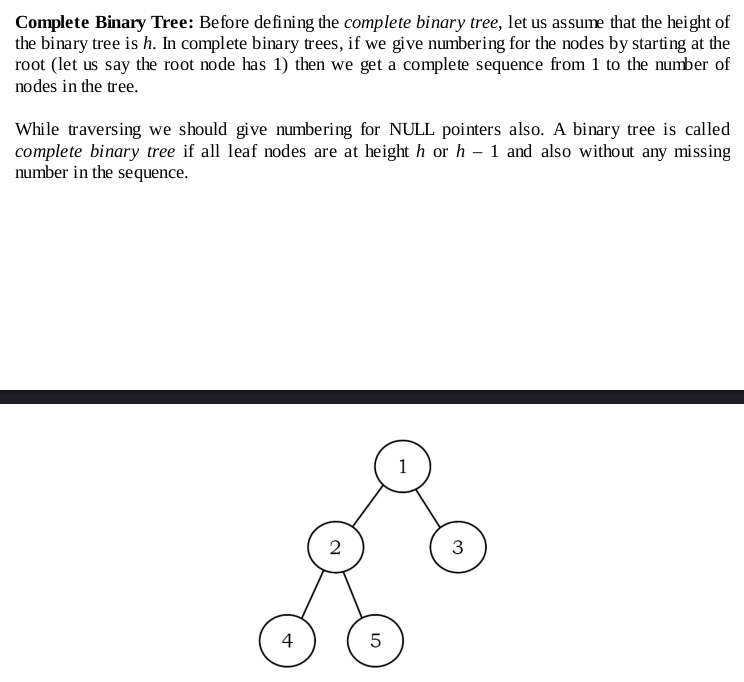 Complete Binary Tree: Before defining the complete binary tree, let us assume that the height of
the binary tree is h. In complete binary trees, if we give numbering for the nodes by starting at the
root (let us say the root node has 1) then we get a complete sequence from 1 to the number of
nodes in the tree.
While traversing we should give numbering for NULL pointers also. A binary tree is called
complete binary tree if all leaf nodes are at height h or h – 1 and also without any missing
number in the sequence.
1
2 3
4 5